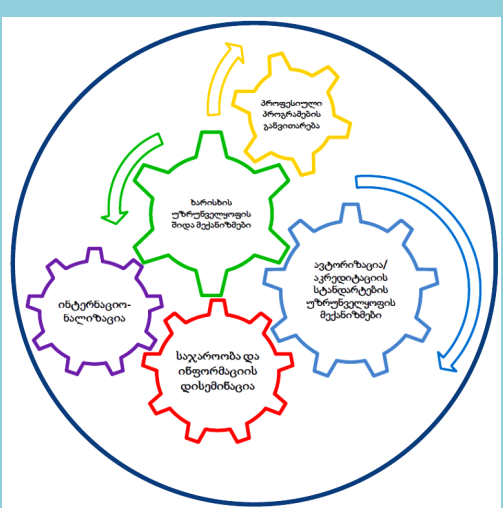 პროფესიული
პროგრამების
განვითარება
ხარისხის
უზრუნველყოფის
შიდა მექანიზმები
ავტორიზაცია/
აკრედიტაციის
სტანდარტების
უზრუნველყოფის
მექანიზმები
ინტერნაციო-
ნალიზაცია
საჯაროობა და
ინფორმაციის
დისემინაცია